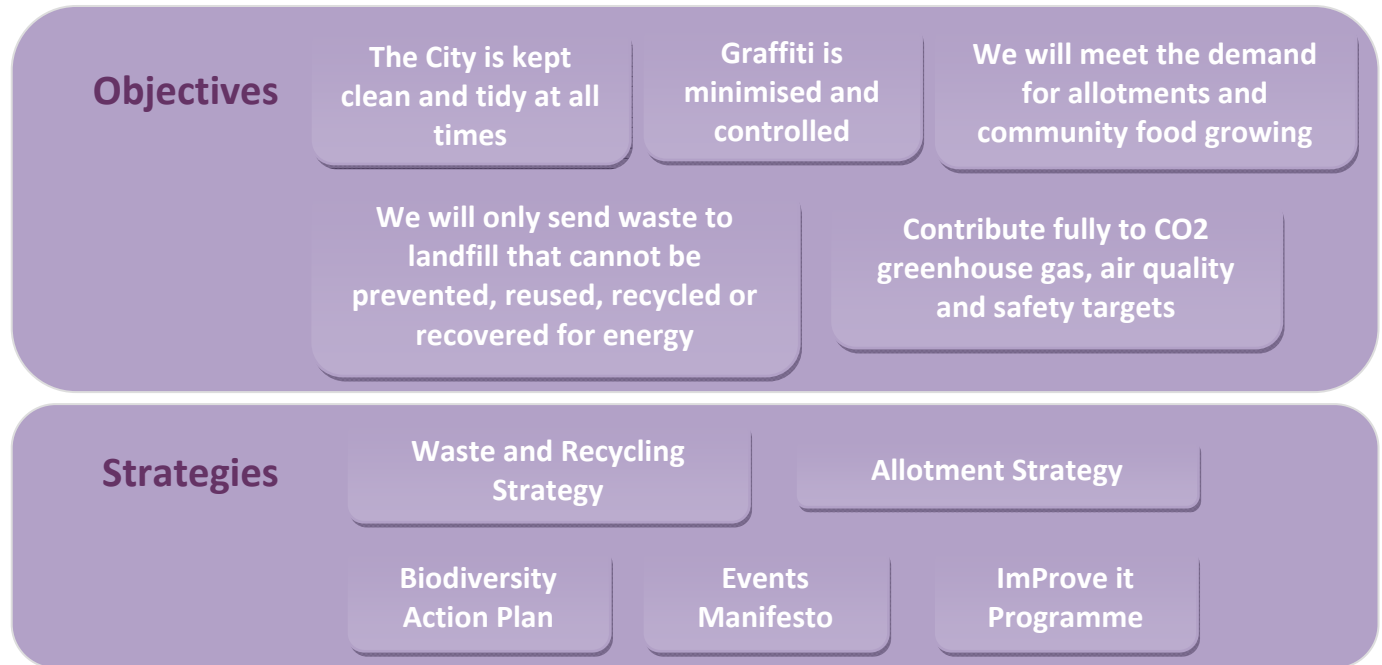 Objectives
The City is kept
clean and tidy at all
times
Graffiti is
minimised and
controlled
We will meet the demand
for allotments and
community food growing
We will only send waste to
landfill that cannot be
prevented, reused, recycled or
recovered for energy
Contribute fully to CO2
greenhouse gas, air quality
and safety targets
Strategies
Waste and Recycling
Strategy
Allotment Strategy
Biodiversity
Action Plan
Events
Manifesto
ImProve it
Programme